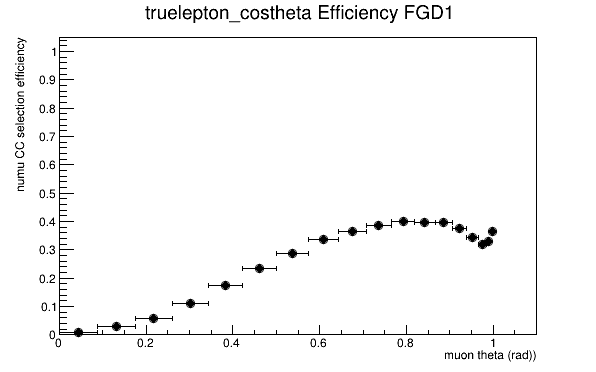 truelepton_costheta Efficiency FGD1
numu CC selection efficiency
1
0.9
0.8
0.7
0.6
0.5
0.4
0.3
0.2
0.1
0
0 0.2 0.4 0.6 0.8 1
muon theta (rad))